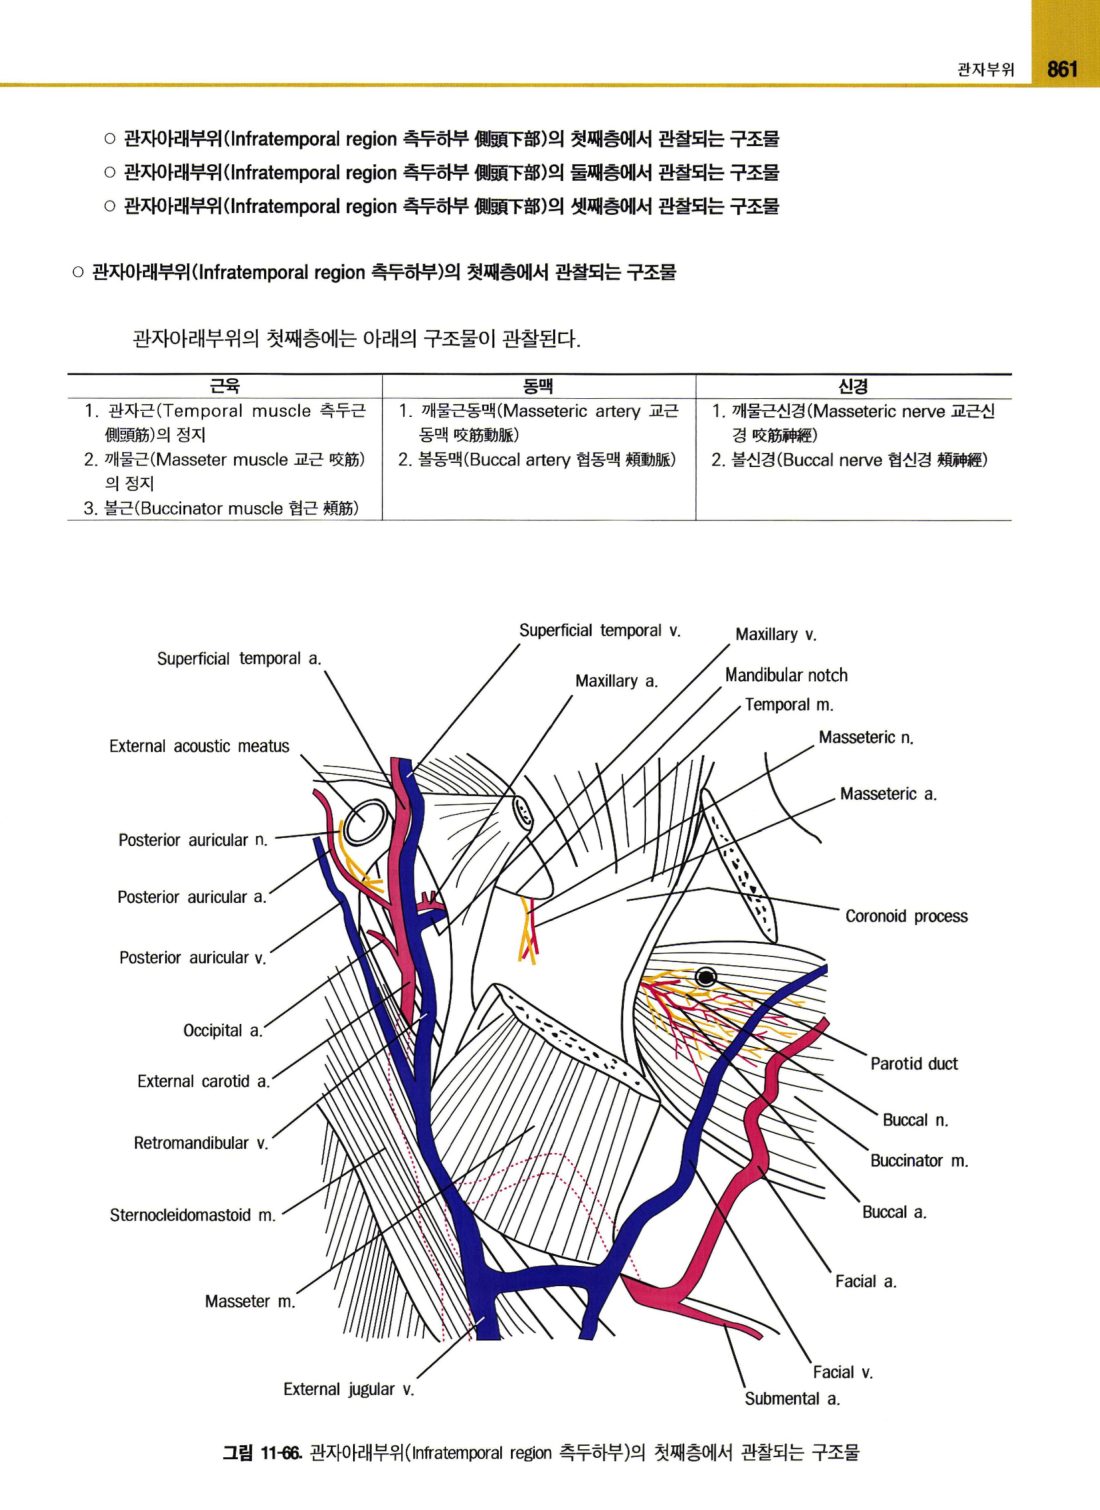 관자부위 861
○ 관자아래부위(Infratemporal region 측두하부 側頭下部)의 첫째층에서 관찰되는 구조물
○ 관자아래부위(Infratemporal region 측두하부 側頭下部)의 둘째층에서 관찰되는 구조물
○ 관자아래부위(Infratemporal region 측두하부 側頭下部)의 셋째층에서 관찰되는 구조물
○ 관자아래부위(Infratemporal region 측두하부)의 첫째층에서 관찰되는 구조물
관자아래부위의 첫째층에는 아래의 구조물이 관찰된다.
근육
1. 관자근(Temporal muscle 측두근
側頭筋)의 정지
2. 깨물근(Masseter muscle 교근 咬筋)
의 정지
3. 볼근(Buccinator muscle 협근 頰筋)
동맥
1. 깨물근동맥(Masseteric artery 교근
동맥 咬筋動脈)
2. 볼동맥(Buccal artery 협동맥 頰動脈)
신경
1. 깨물근신경(Masseteric nerve 교근신
경 咬筋神經)
2. 볼신경(Buccal nerve 협신경 頰神經)
Superficial temporal v.
Maxillary v.
Superficial temporal a.
Maxillary a.
Mandibular notch
Temporal m.
External acoustic meatus
Masseteric n.
Masseteric a.
Posterior auricular n.
Posterior auricular a.
Coronoid process
Posterior auricular v.
Occipital a.
Parotid duct
External carotid a.
Buccal n.
Retromandibular v.
Buccinator m.
Sternocleidomastoid m.
Buccal a.
Facial a.
Masseter m.
Facial v.
External jugular v.
Submental a.
그림 11-66. 관자아래부위(Infratemporal region 측두하부)의 첫째층에서 관찰되는 구조물